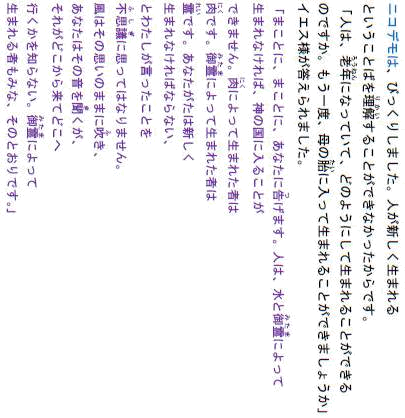 ニコデモは、びっくりしました。人が新しく生まれる
ということばを理解することができなかったからです。
「人は、老年になっていて、どのようにして生まれることができる
のですか。もう一度、母の胎に入って生まれることができましょうか」
イエス様が答えられました。
「まことに、まことに、あなたに告げます。人は、水と御霊によって
生まれなければ、神の国に入ることが
できません。肉によって生まれた者は
肉です。御霊によって生まれた者は
霊です。あなたがたは新しく
生まれなければならない、
とわたしが言ったことを
不思議に思ってはなりません。
風はその思いのままに吹き、
あなたはその音を聞くが、
それがどこから来てどこへ
行くかを知らない。御霊によって
生まれる者もみな、そのとおりです。」